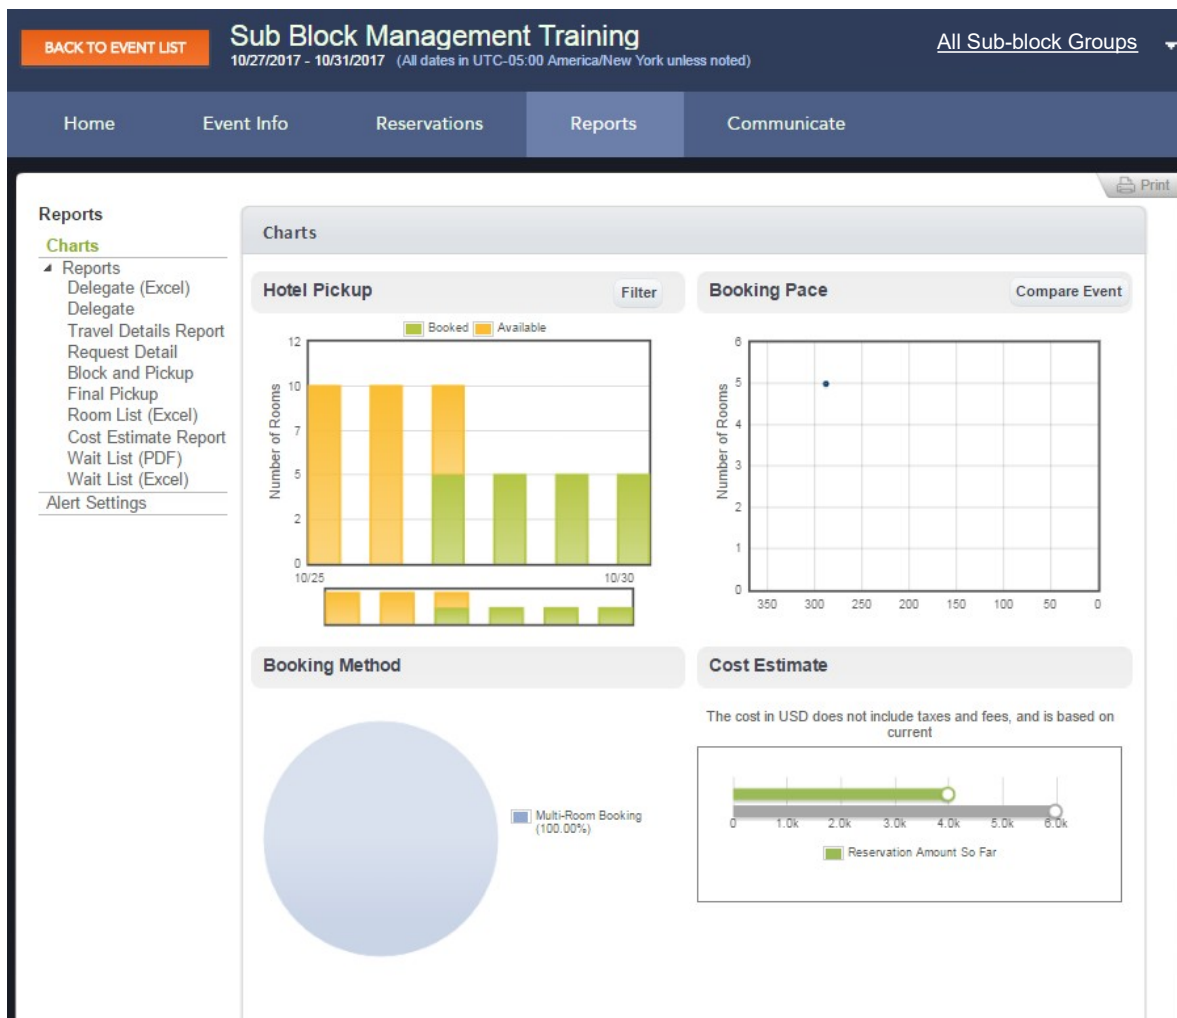 BACK TO EVENT LIST
Sub Block Management Training
10/27/2017 - 10/31/2017 (All dates in UTC-05:00 America/New York unless noted)
All Sub-block Groups
Home Event Info Reservations Reports Communicate
Print
Reports
Charts
Reports
Delegate (Excel)
Delegate
Travel Details Report
Request Detail
Block and Pickup
Final Pickup
Room List (Excel)
Cost Estimate Report
Wait List (PDF)
Wait List (Excel)
Alert Settings
Charts
Hotel Pickup
Filter
Booked Available
Number of Rooms
12
10
7
5
2
0
10/25 10/30
Booking Pace
Compare Event
Number of Rooms
6
5
4
3
2
1
0
350 300 250 200 150 100 50 0
Booking Method
Multi-Room Booking
(100.00%)
Cost Estimate
The cost in USD does not include taxes and fees, and is based on
current
0 1.0k 2.0k 3.0k 4.0k 5.0k 6.0k
Reservation Amount So Far